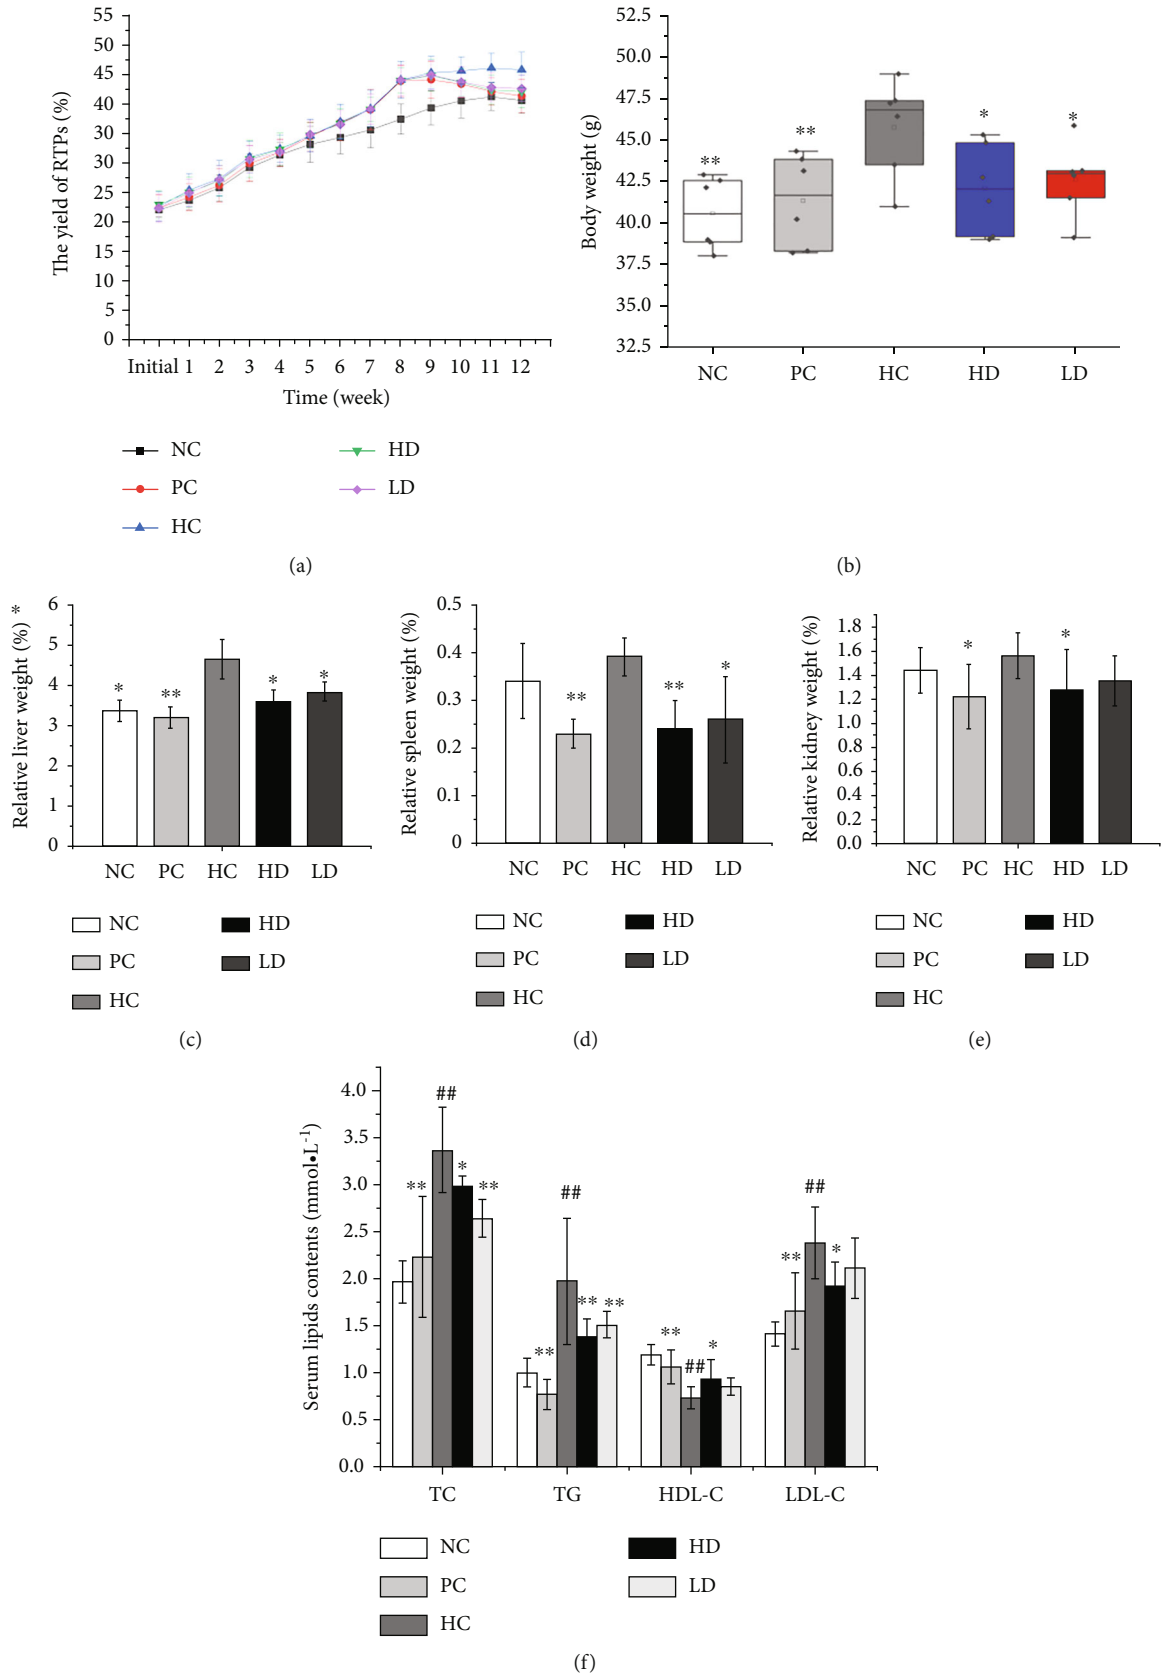 55
50
45
40
35
30
25
20
15
10
5
0
The yield of RTPs (%)
Initial 1 2 3 4 5 6 7 8 9 10 11 12
Time (week)
NC
PC
HC
HD
LD
(a)
52.5
50.0
47.5
45.0
42.5
40.0
37.5
35.0
32.5
Body weight (g)
** ** * *
NC PC HC HD LD
(b)
6
5
4
3
2
1
0
Relative liver weight (%) *
* ** * *
NC PC HC HD LD
NC
PC
HC
HD
LD
(c)
0.5
0.4
0.3
0.2
0.1
0
Relative spleen weight (%)
** ** *
NC PC HC HD LD
NC
PC
HC
HD
LD
(d)
1.8
1.6
1.4
1.2
1.0
0.8
0.6
0.4
0.2
0.0
Relative kidney weight (%)
* *
NC PC HC HD LD
NC
PC
HC
HD
LD
(e)
4.0
3.5
3.0
2.5
2.0
1.5
1.0
0.5
0.0
Serum lipids contents (mmol•L⁻¹)
** ## * **
** ## ** **
** ## *
** ## *
TC TG HDL-C LDL-C
NC
PC
HC
HD
LD
(f)